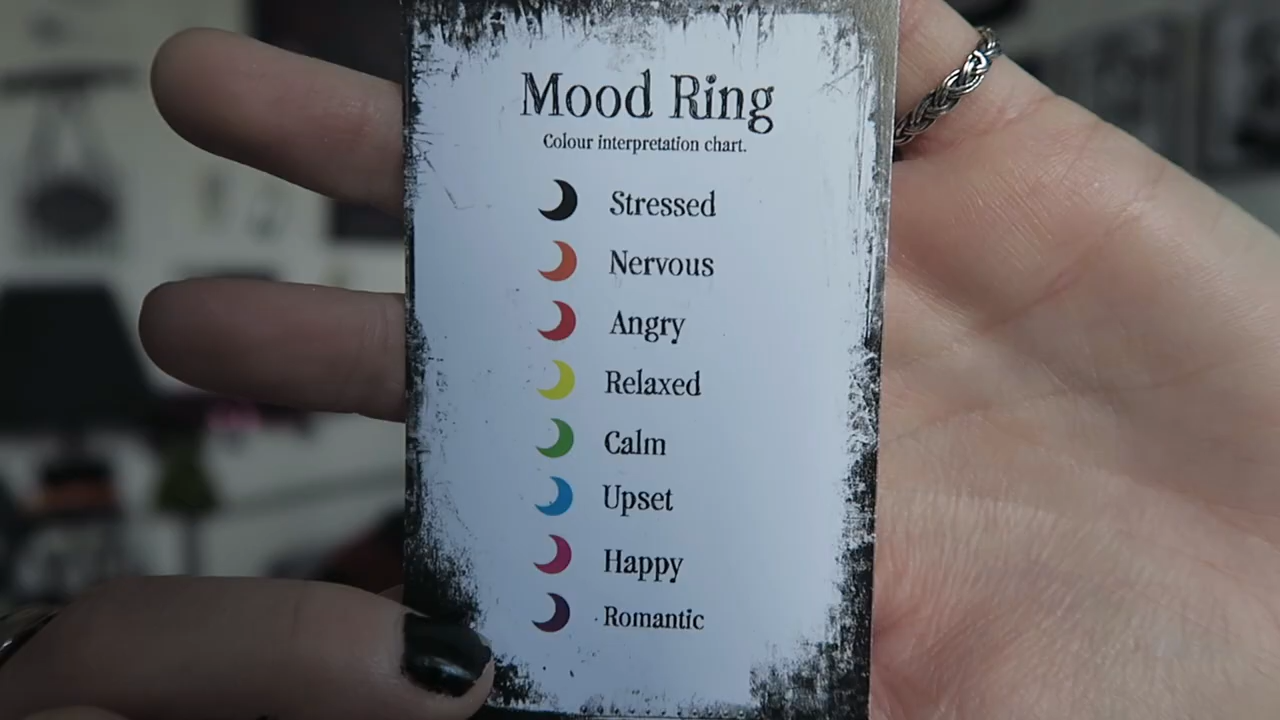 Mood Ring
Colour interpretation chart.
Stressed
Nervous
Angry
Relaxed
Calm
Upset
Happy
Romantic